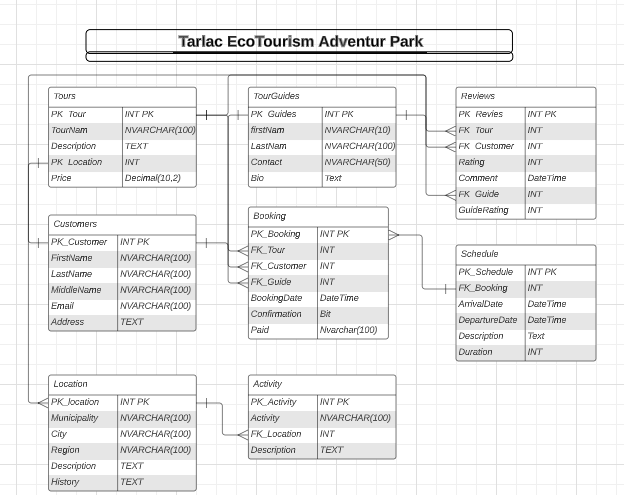 Tarlac EcoTourism Adventur Park
Tours
PK Tour INT PK
TourNam NVARCHAR(100)
Description TEXT
PK Location INT
Price Decimal(10,2)
TourGuides
PK Guides INT PK
firstNam NVARCHAR(10)
LastNam NVARCHAR(100)
Contact NVARCHAR(50)
Bio Text
Reviews
PK Revies INT PK
FK Tour INT
FK Customer INT
Rating INT
Comment DateTime
FK Guide INT
GuideRating INT
Customers
PK_Customer INT PK
FirstName NVARCHAR(100)
LastName NVARCHAR(100)
MiddleName NVARCHAR(100)
Email NVARCHAR(100)
Address TEXT
Booking
PK_Booking INT PK
FK_Tour INT
FK_Customer INT
FK_Guide INT
BookingDate DateTime
Confirmation Bit
Paid Nvarchar(100)
Schedule
PK_Schedule INT PK
FK_Booking INT
ArrivalDate DateTime
DepartureDate DateTime
Description Text
Duration INT
Location
PK_location INT PK
Municipality NVARCHAR(100)
City NVARCHAR(100)
Region NVARCHAR(100)
Description TEXT
History TEXT
Activity
PK_Activity INT PK
Activity NVARCHAR(100)
FK_Location INT
Description TEXT